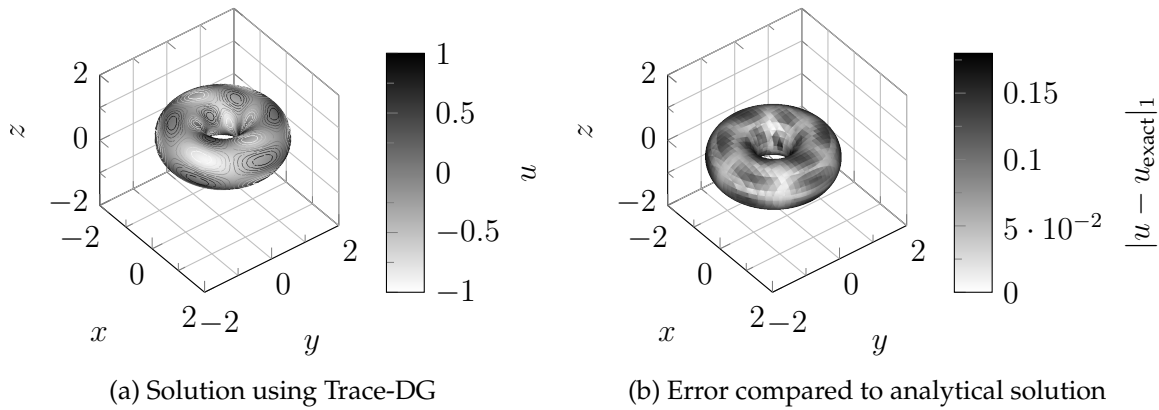 2
0
−2
z
−2
0
2
x
−2
0
2
y
1
0.5
0
−0.5
−1
u
(a) Solution using Trace-DG
2
0
−2
z
−2
0
2
x
−2
0
2
y
0.15
0.1
5 · 10⁻²
0
|u − u_exact|₁
(b) Error compared to analytical solution